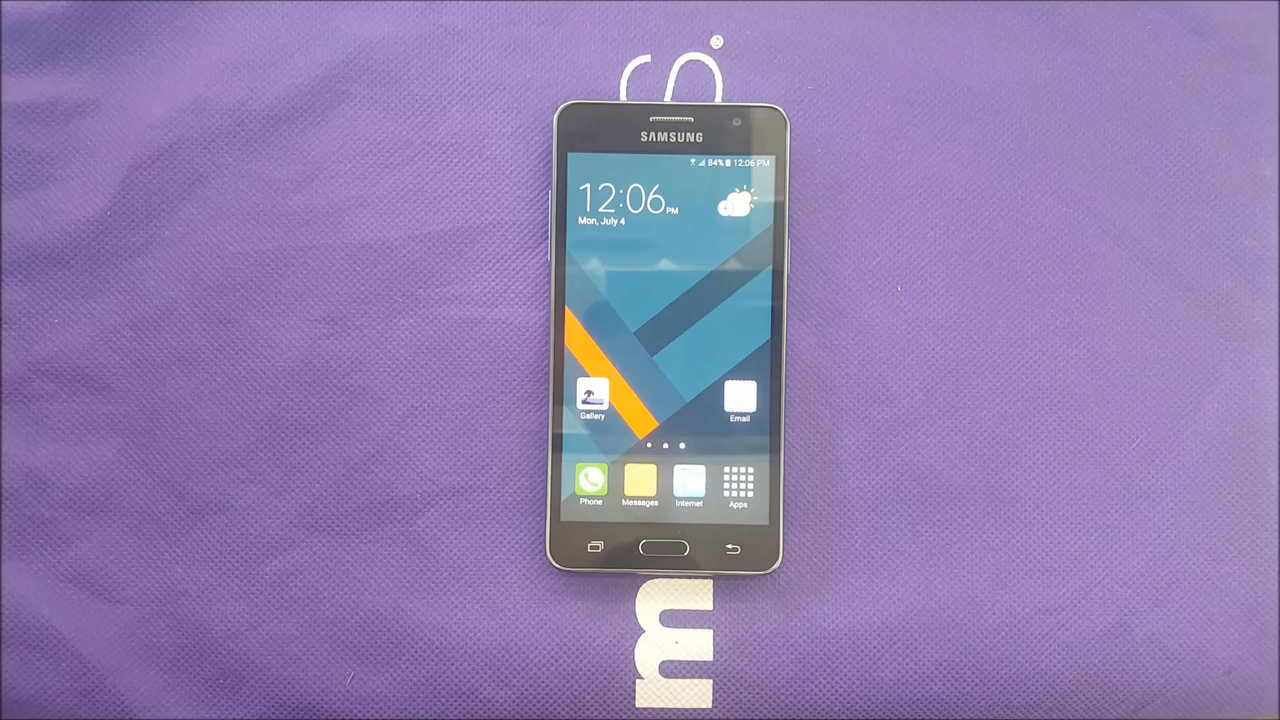 SAMSUNG
84% 12:06 PM
12:06 PM
Mon, July 4
Gallery
Email
Phone
Messages
Internet
Apps
m